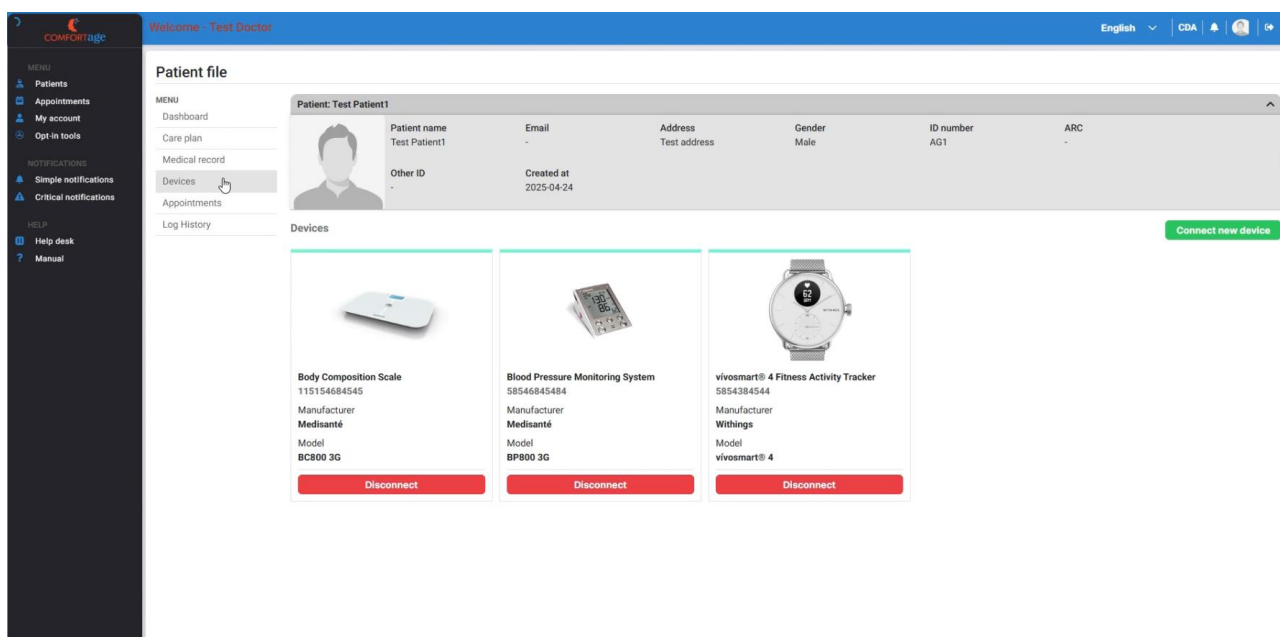 COMFORTage
Welcome - Test Doctor
English
CDA
MENU
Patients
Appointments
My account
Opt-in tools
NOTIFICATIONS
Simple notifications
Critical notifications
HELP
Help desk
? Manual
Patient file
MENU
Dashboard
Care plan
Medical record
Devices
Appointments
Log History
Patient: Test Patient1
Patient name
Test Patient1
Email
-
Address
Test address
Gender
Male
ID number
AG1
ARC
-
Other ID
-
Created at
2025-04-24
Devices
Connect new device
Body Composition Scale
115154684545
Manufacturer
Medisanté
Model
BC800 3G
Disconnect
130
86
Blood Pressure Monitoring System
58546845484
Manufacturer
Medisanté
Model
BP800 3G
Disconnect
62
BPM
WITHINGS
vívosmart® 4 Fitness Activity Tracker
5854384544
Manufacturer
Withings
Model
vívosmart® 4
Disconnect